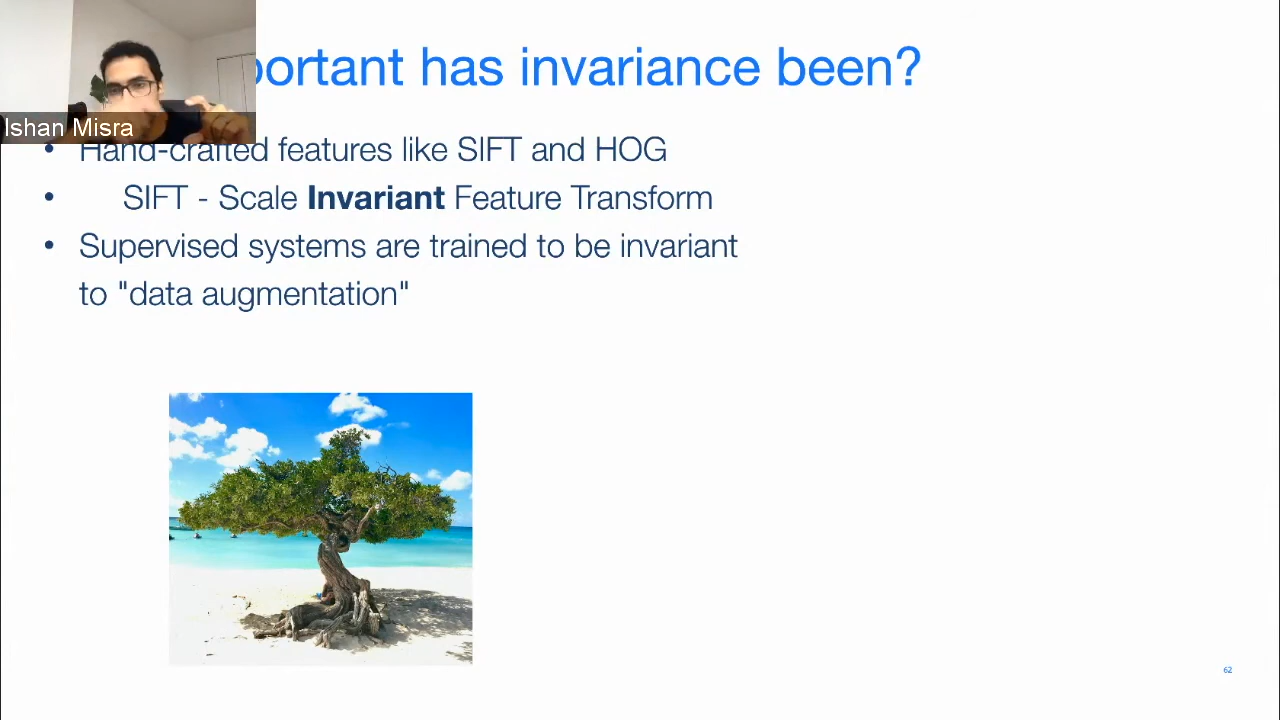 portant has invariance been?
Ishan Misra
• Hand-crafted features like SIFT and HOG
• SIFT - Scale Invariant Feature Transform
• Supervised systems are trained to be invariant
to "data augmentation"
62